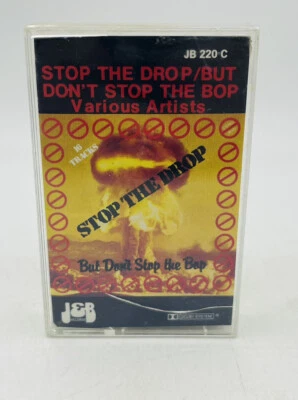 JB 220-C
STOP THE DROP/BUT
DON'T STOP THE BOP
Various Artists
16
TRACKS
STOP THE DROP
But Don't Stop the Bop
J&B